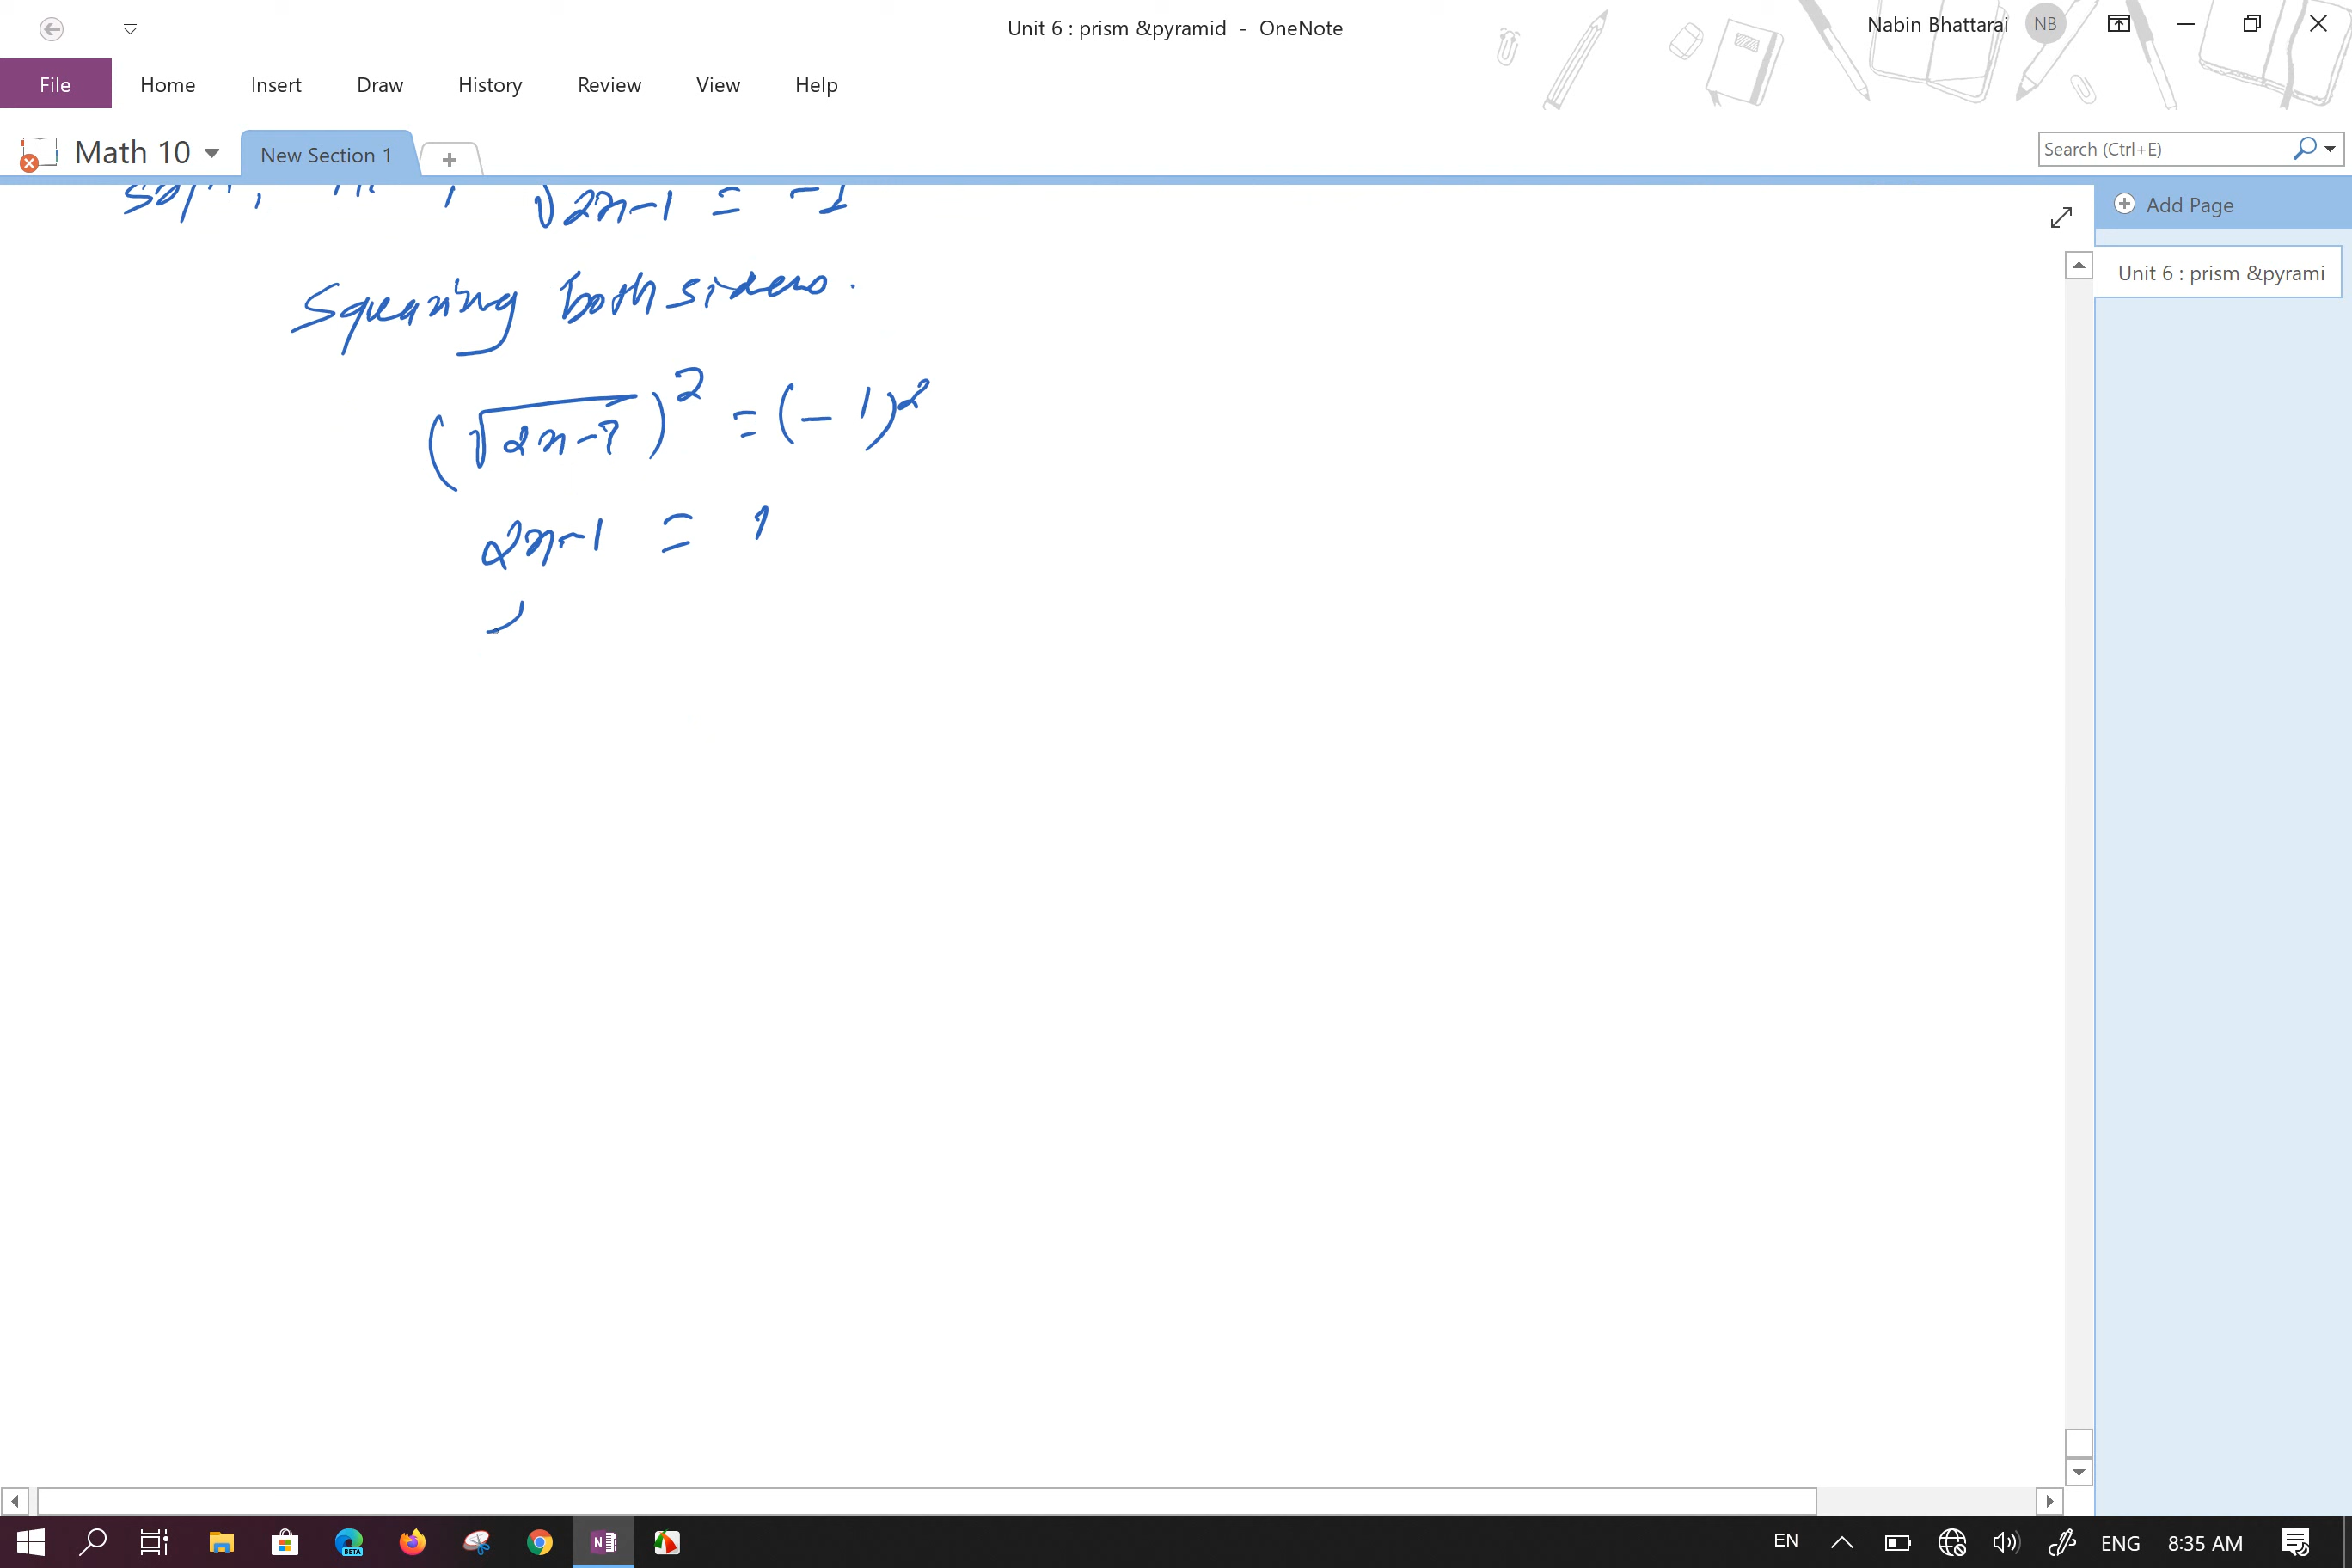 Unit 6 : prism &pyramid - OneNote
Nabin Bhattarai NB
File Home Insert Draw History Review View Help
Math 10 New Section 1 +
Search (Ctrl+E)
Add Page
Unit 6 : prism &pyrami
√2x-1 = -1
Squaring both sides.
(√2x-1)² = (-1)²
2x-1 = 1
BETA
N
EN
ENG 8:35 AM